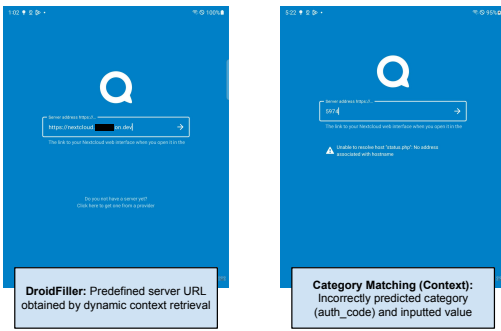 1:02
100%
Server address https://...
https://nextcloud. on.dev/
The link to your Nextcloud web interface when you open it in the
Do you not have a server yet?
Click here to get one from a provider
DroidFiller: Predefined server URL
obtained by dynamic context retrieval
5:22
95%
Server address https://...
5974
The link to your Nextcloud web interface when you open it in the
Unable to resolve host "status.php": No address
associated with hostname
Category Matching (Context):
Incorrectly predicted category
(auth_code) and inputted value